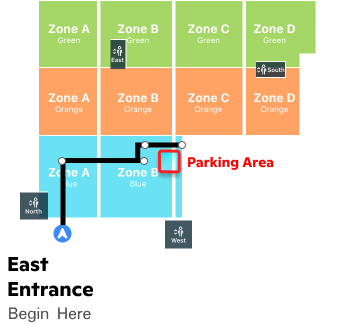 Zone A
Green
Zone B
Green
Zone C
Green
Zone D
Green
East
South
Zone A
Orange
Zone B
Orange
Zone C
Orange
Zone D
Orange
Zone A
Blue
Zone B
Blue
Parking Area
North
West
East
Entrance
Begin Here